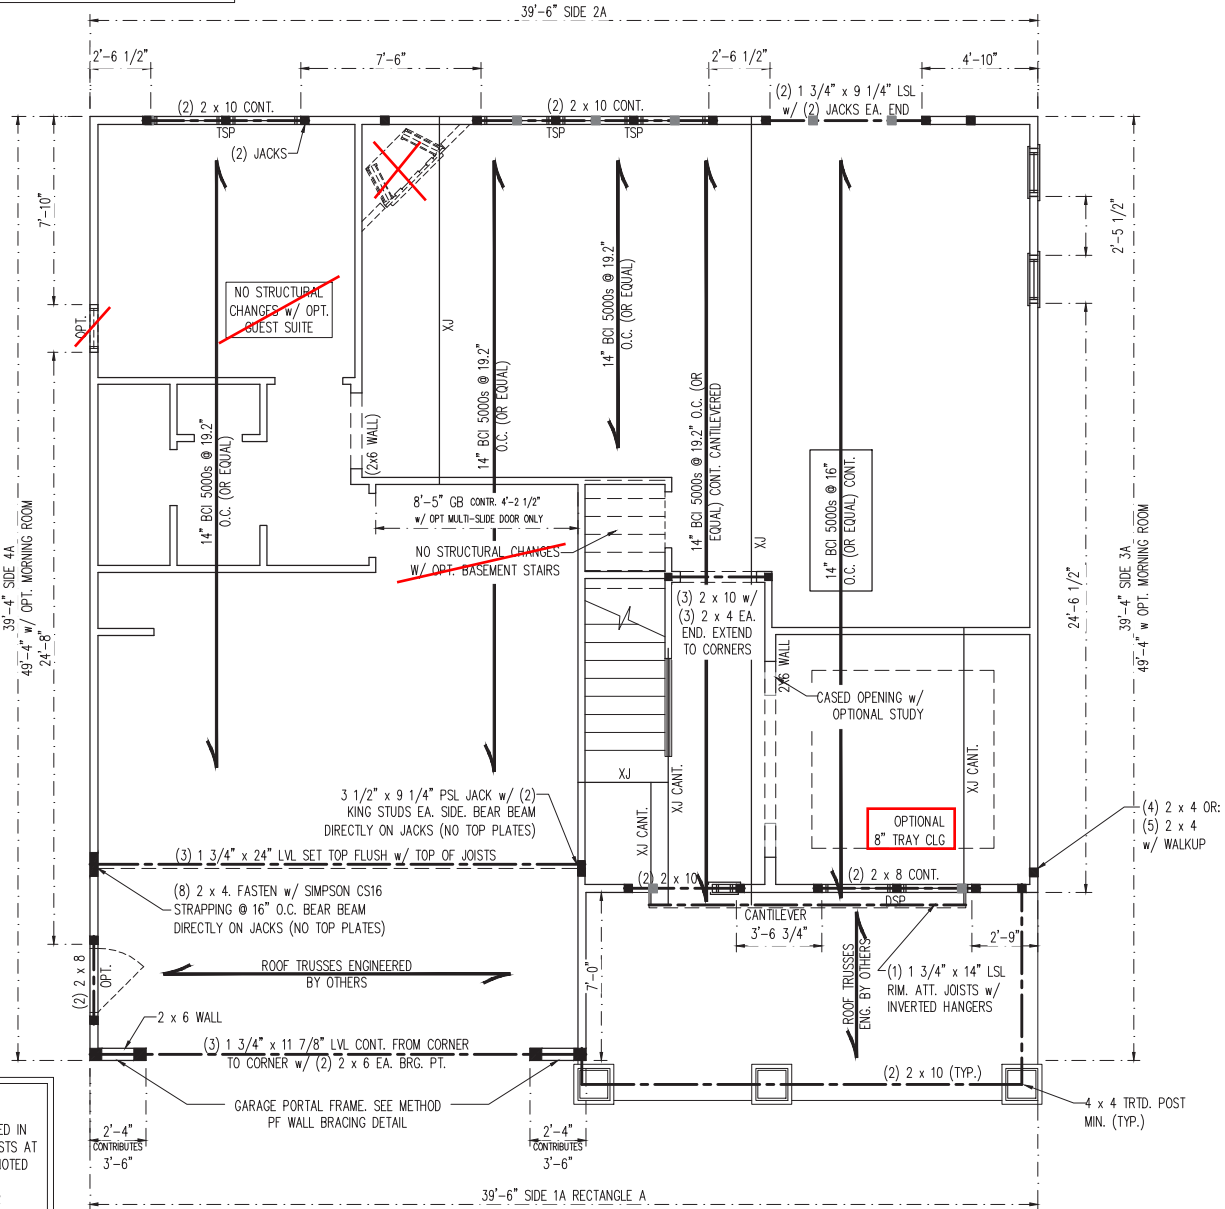 39'-6" SIDE 2A
2'-6 1/2"
7'-6"
2'-6 1/2"
4'-10"
(2) 2 x 10 CONT.
TSP
(2) JACKS
(2) 2 x 10 CONT.
TSP
TSP
(2) 1 3/4" x 9 1/4" LSL
w/ (2) JACKS EA. END
7'-10"
2'-5 1/2"
NO STRUCTURAL
CHANGES w/ OPT.
GUEST SUITE
OPT.
XJ
14" BCI 5000s @ 19.2"
O.C. (OR EQUAL)
14" BCI 5000s @ 19.2"
O.C. (OR EQUAL)
14" BCI 5000s @ 19.2"
O.C. (OR EQUAL)
14" BCI 5000s @ 19.2" O.C. (OR
EQUAL) CONT. CANTILEVERED
14" BCI 5000s @ 16"
O.C. (OR EQUAL) CONT.
(2x6 WALL)
8'-5" GB CONTR. 4'-2 1/2"
w/ OPT MULTI-SLIDE DOOR ONLY
NO STRUCTURAL CHANGES
W/ OPT. BASEMENT STAIRS
XJ
39'-4" SIDE 4A
49'-4" w/ OPT. MORNING ROOM
24'-8"
24'-6 1/2"
39'-4" SIDE 3A
49'-4" w OPT. MORNING ROOM
(3) 2 x 10 w/
(3) 2 x 4 EA.
END. EXTEND
TO CORNERS
2X6 WALL
CASED OPENING w/
OPTIONAL STUDY
XJ
XJ CANT.
XJ CANT.
XJ CANT.
3 1/2" x 9 1/4" PSL JACK w/ (2)
KING STUDS EA. SIDE. BEAR BEAM
DIRECTLY ON JACKS (NO TOP PLATES)
OPTIONAL
8" TRAY CLG
(4) 2 x 4 OR:
(5) 2 x 4
w/ WALKUP
(3) 1 3/4" x 24" LVL SET TOP FLUSH w/ TOP OF JOISTS
(8) 2 x 4. FASTEN w/ SIMPSON CS16
STRAPPING @ 16" O.C. BEAR BEAM
DIRECTLY ON JACKS (NO TOP PLATES)
(2) 2 x 10
(2) 2 x 8 CONT.
DSP
CANTILEVER
3'-6 3/4"
2'-9"
(2) 2 x 8
OPT.
ROOF TRUSSES ENGINEERED
BY OTHERS
7'-0"
ROOF TRUSSES
ENG. BY OTHERS
(1) 1 3/4" x 14" LSL
RIM. ATT. JOISTS w/
INVERTED HANGERS
2 x 6 WALL
(3) 1 3/4" x 11 7/8" LVL CONT. FROM CORNER
TO CORNER w/ (2) 2 x 6 EA. BRG. PT.
(2) 2 x 10 (TYP.)
GARAGE PORTAL FRAME. SEE METHOD
PF WALL BRACING DETAIL
4 x 4 TRTD. POST
MIN. (TYP.)
2'-4"
CONTRIBUTES
3'-6"
2'-4"
CONTRIBUTES
3'-6"
ED IN
STS AT
NOTED
39'-6" SIDE 1A RECTANGLE A